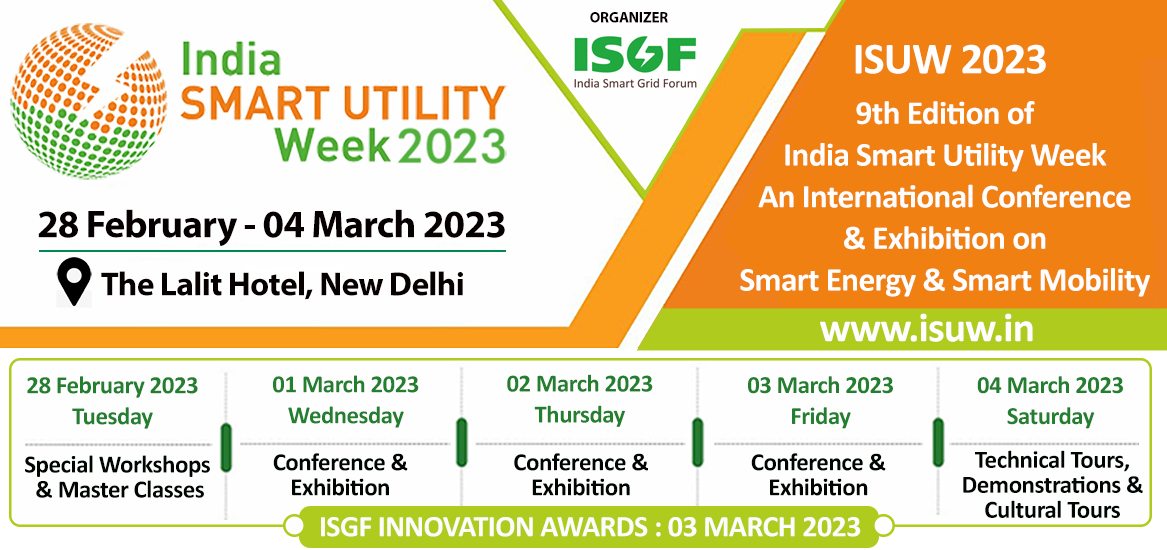 India
SMART UTILITY
Week 2023
28 February - 04 March 2023
The Lalit Hotel, New Delhi
ORGANIZER
ISGF
India Smart Grid Forum
ISUW 2023
9th Edition of
India Smart Utility Week
An International Conference
& Exhibition on
Smart Energy & Smart Mobility
www.isuw.in
28 February 2023
Tuesday
Special Workshops
& Master Classes
01 March 2023
Wednesday
Conference &
Exhibition
02 March 2023
Thursday
Conference &
Exhibition
03 March 2023
Friday
Conference &
Exhibition
04 March 2023
Saturday
Technical Tours,
Demonstrations &
Cultural Tours
ISGF INNOVATION AWARDS : 03 MARCH 2023